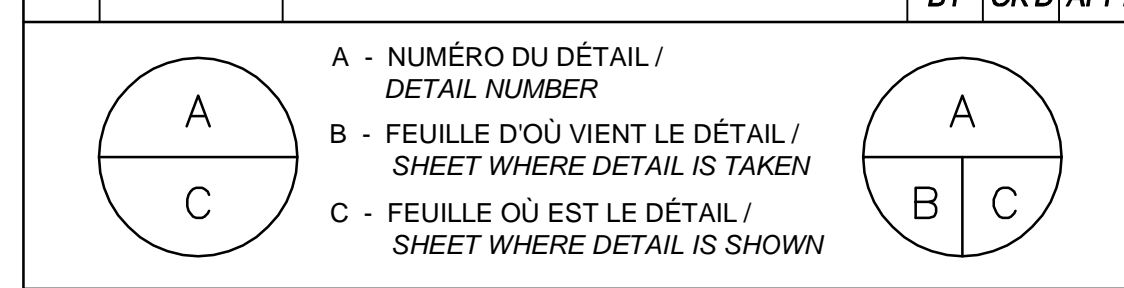 A
C
A - NUMÉRO DU DÉTAIL /
DETAIL NUMBER
B - FEUILLE D'OÙ VIENT LE DÉTAIL /
SHEET WHERE DETAIL IS TAKEN
C - FEUILLE OÙ EST LE DÉTAIL /
SHEET WHERE DETAIL IS SHOWN
A
B C